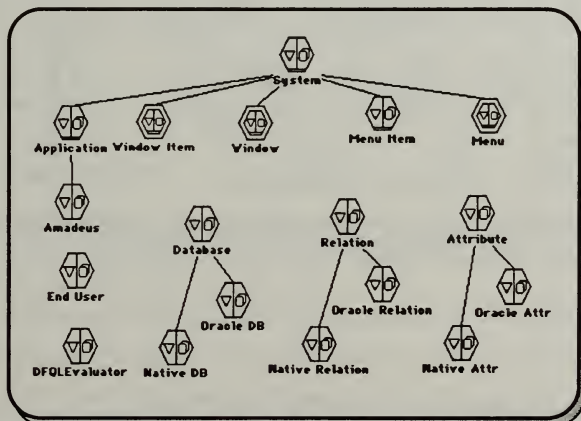 System
Application Window Item Window Menu Item Menu
Amadeus Database Relation Attribute
End User Oracle DB Oracle Relation Oracle Attr
DFQLEvaluator Native DB Native Relation Native Attr